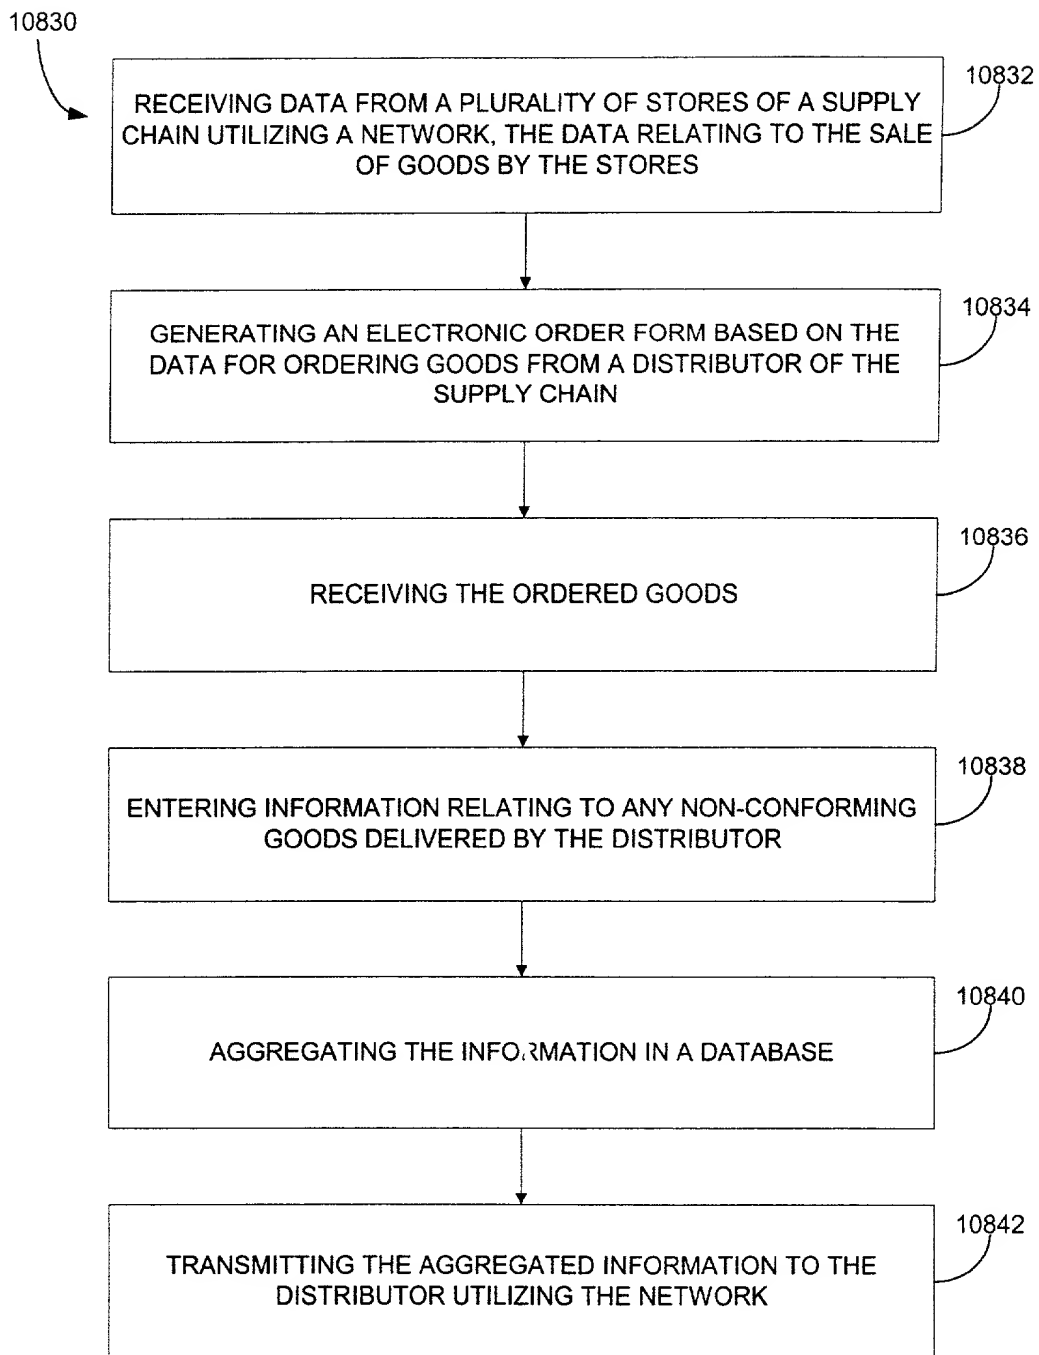 10830
10832
RECEIVING DATA FROM A PLURALITY OF STORES OF A SUPPLY
CHAIN UTILIZING A NETWORK, THE DATA RELATING TO THE SALE
OF GOODS BY THE STORES
10834
GENERATING AN ELECTRONIC ORDER FORM BASED ON THE
DATA FOR ORDERING GOODS FROM A DISTRIBUTOR OF THE
SUPPLY CHAIN
10836
RECEIVING THE ORDERED GOODS
10838
ENTERING INFORMATION RELATING TO ANY NON-CONFORMING
GOODS DELIVERED BY THE DISTRIBUTOR
10840
AGGREGATING THE INFORMATION IN A DATABASE
10842
TRANSMITTING THE AGGREGATED INFORMATION TO THE
DISTRIBUTOR UTILIZING THE NETWORK